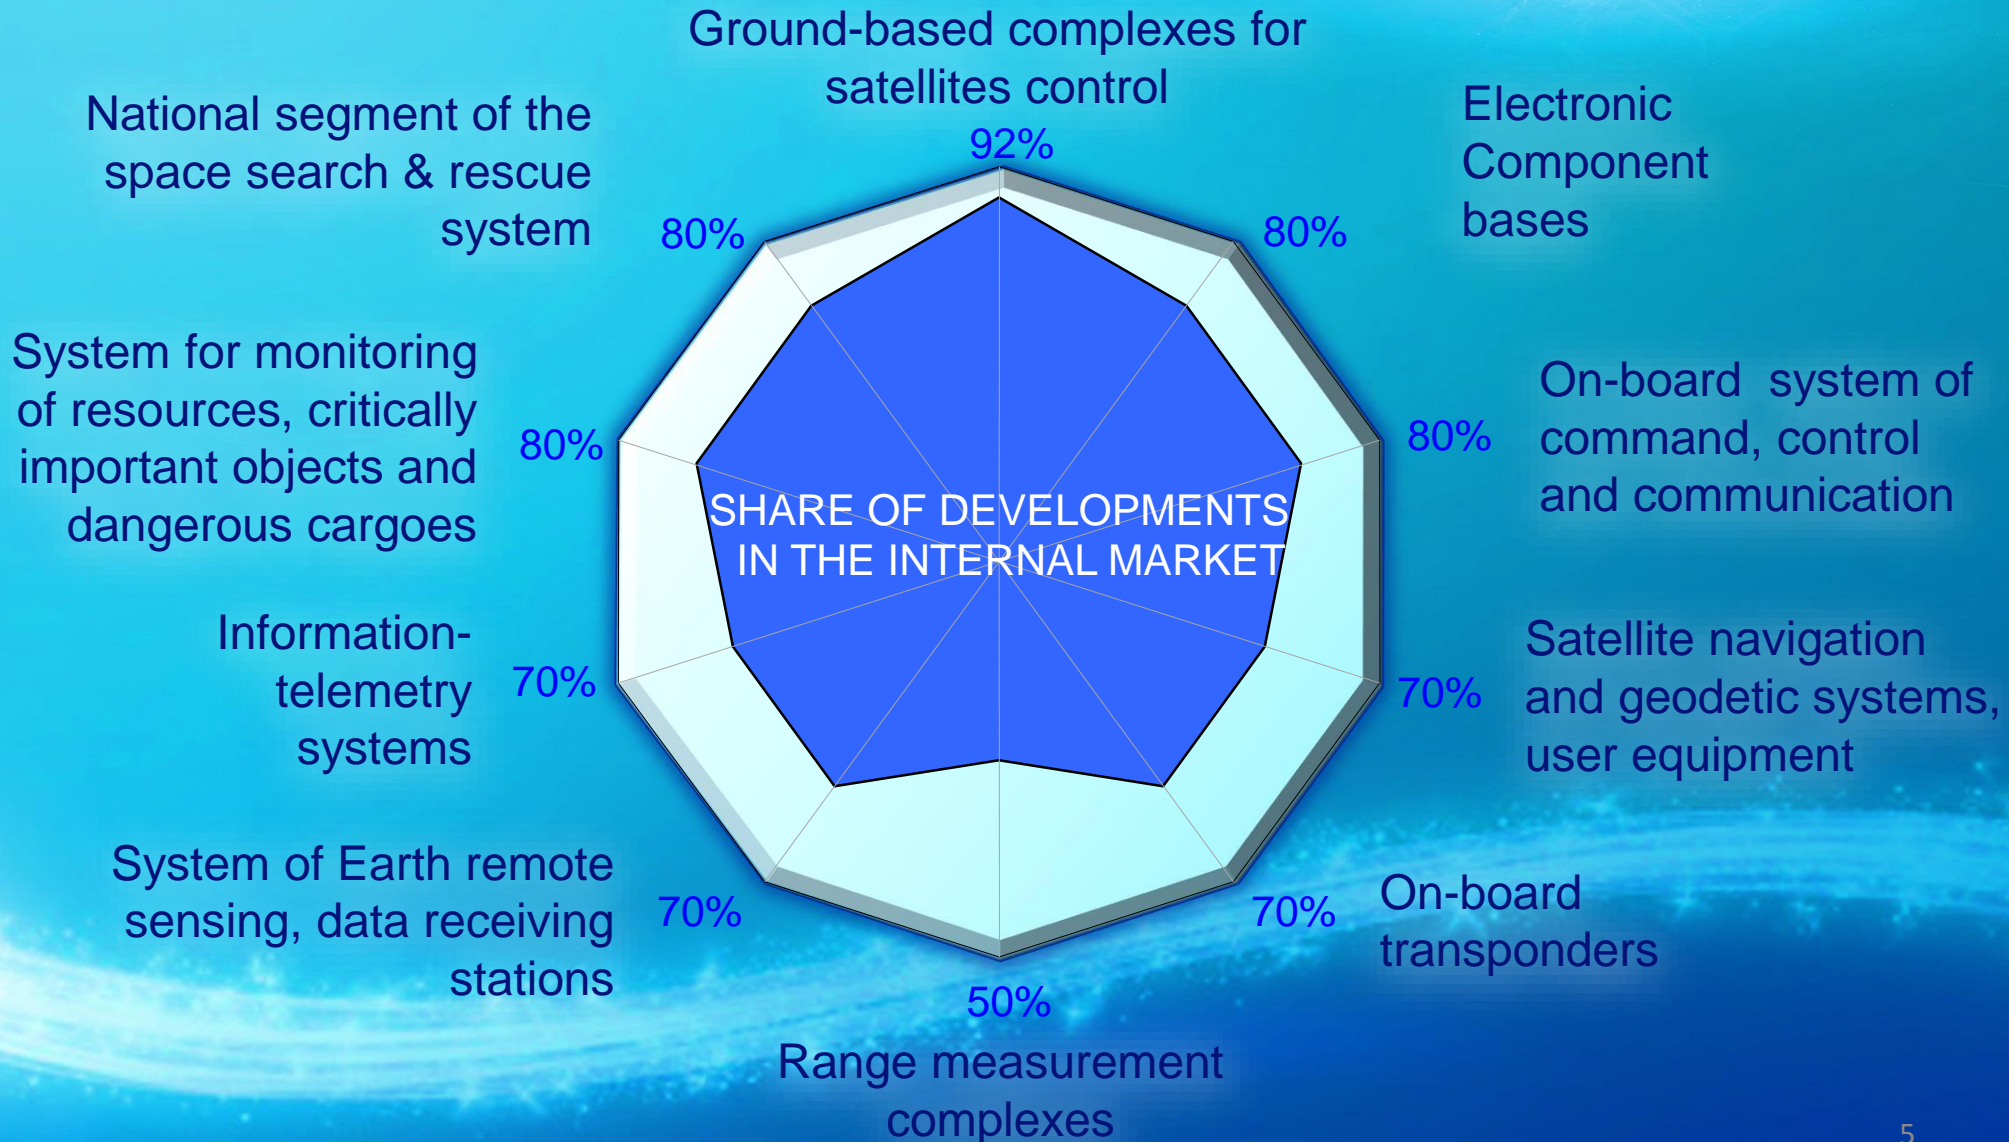 Ground-based complexes for
satellites control
92%
National segment of the
space search & rescue
system
80%
Electronic
Component
bases
80%
System for monitoring
of resources, critically
important objects and
dangerous cargoes
80%
On-board system of
command, control
and communication
80%
SHARE OF DEVELOPMENTS
IN THE INTERNAL MARKET
Information-
telemetry
systems
70%
Satellite navigation
and geodetic systems,
user equipment
70%
System of Earth remote
sensing, data receiving
stations
70%
On-board
transponders
70%
50%
Range measurement
complexes
5